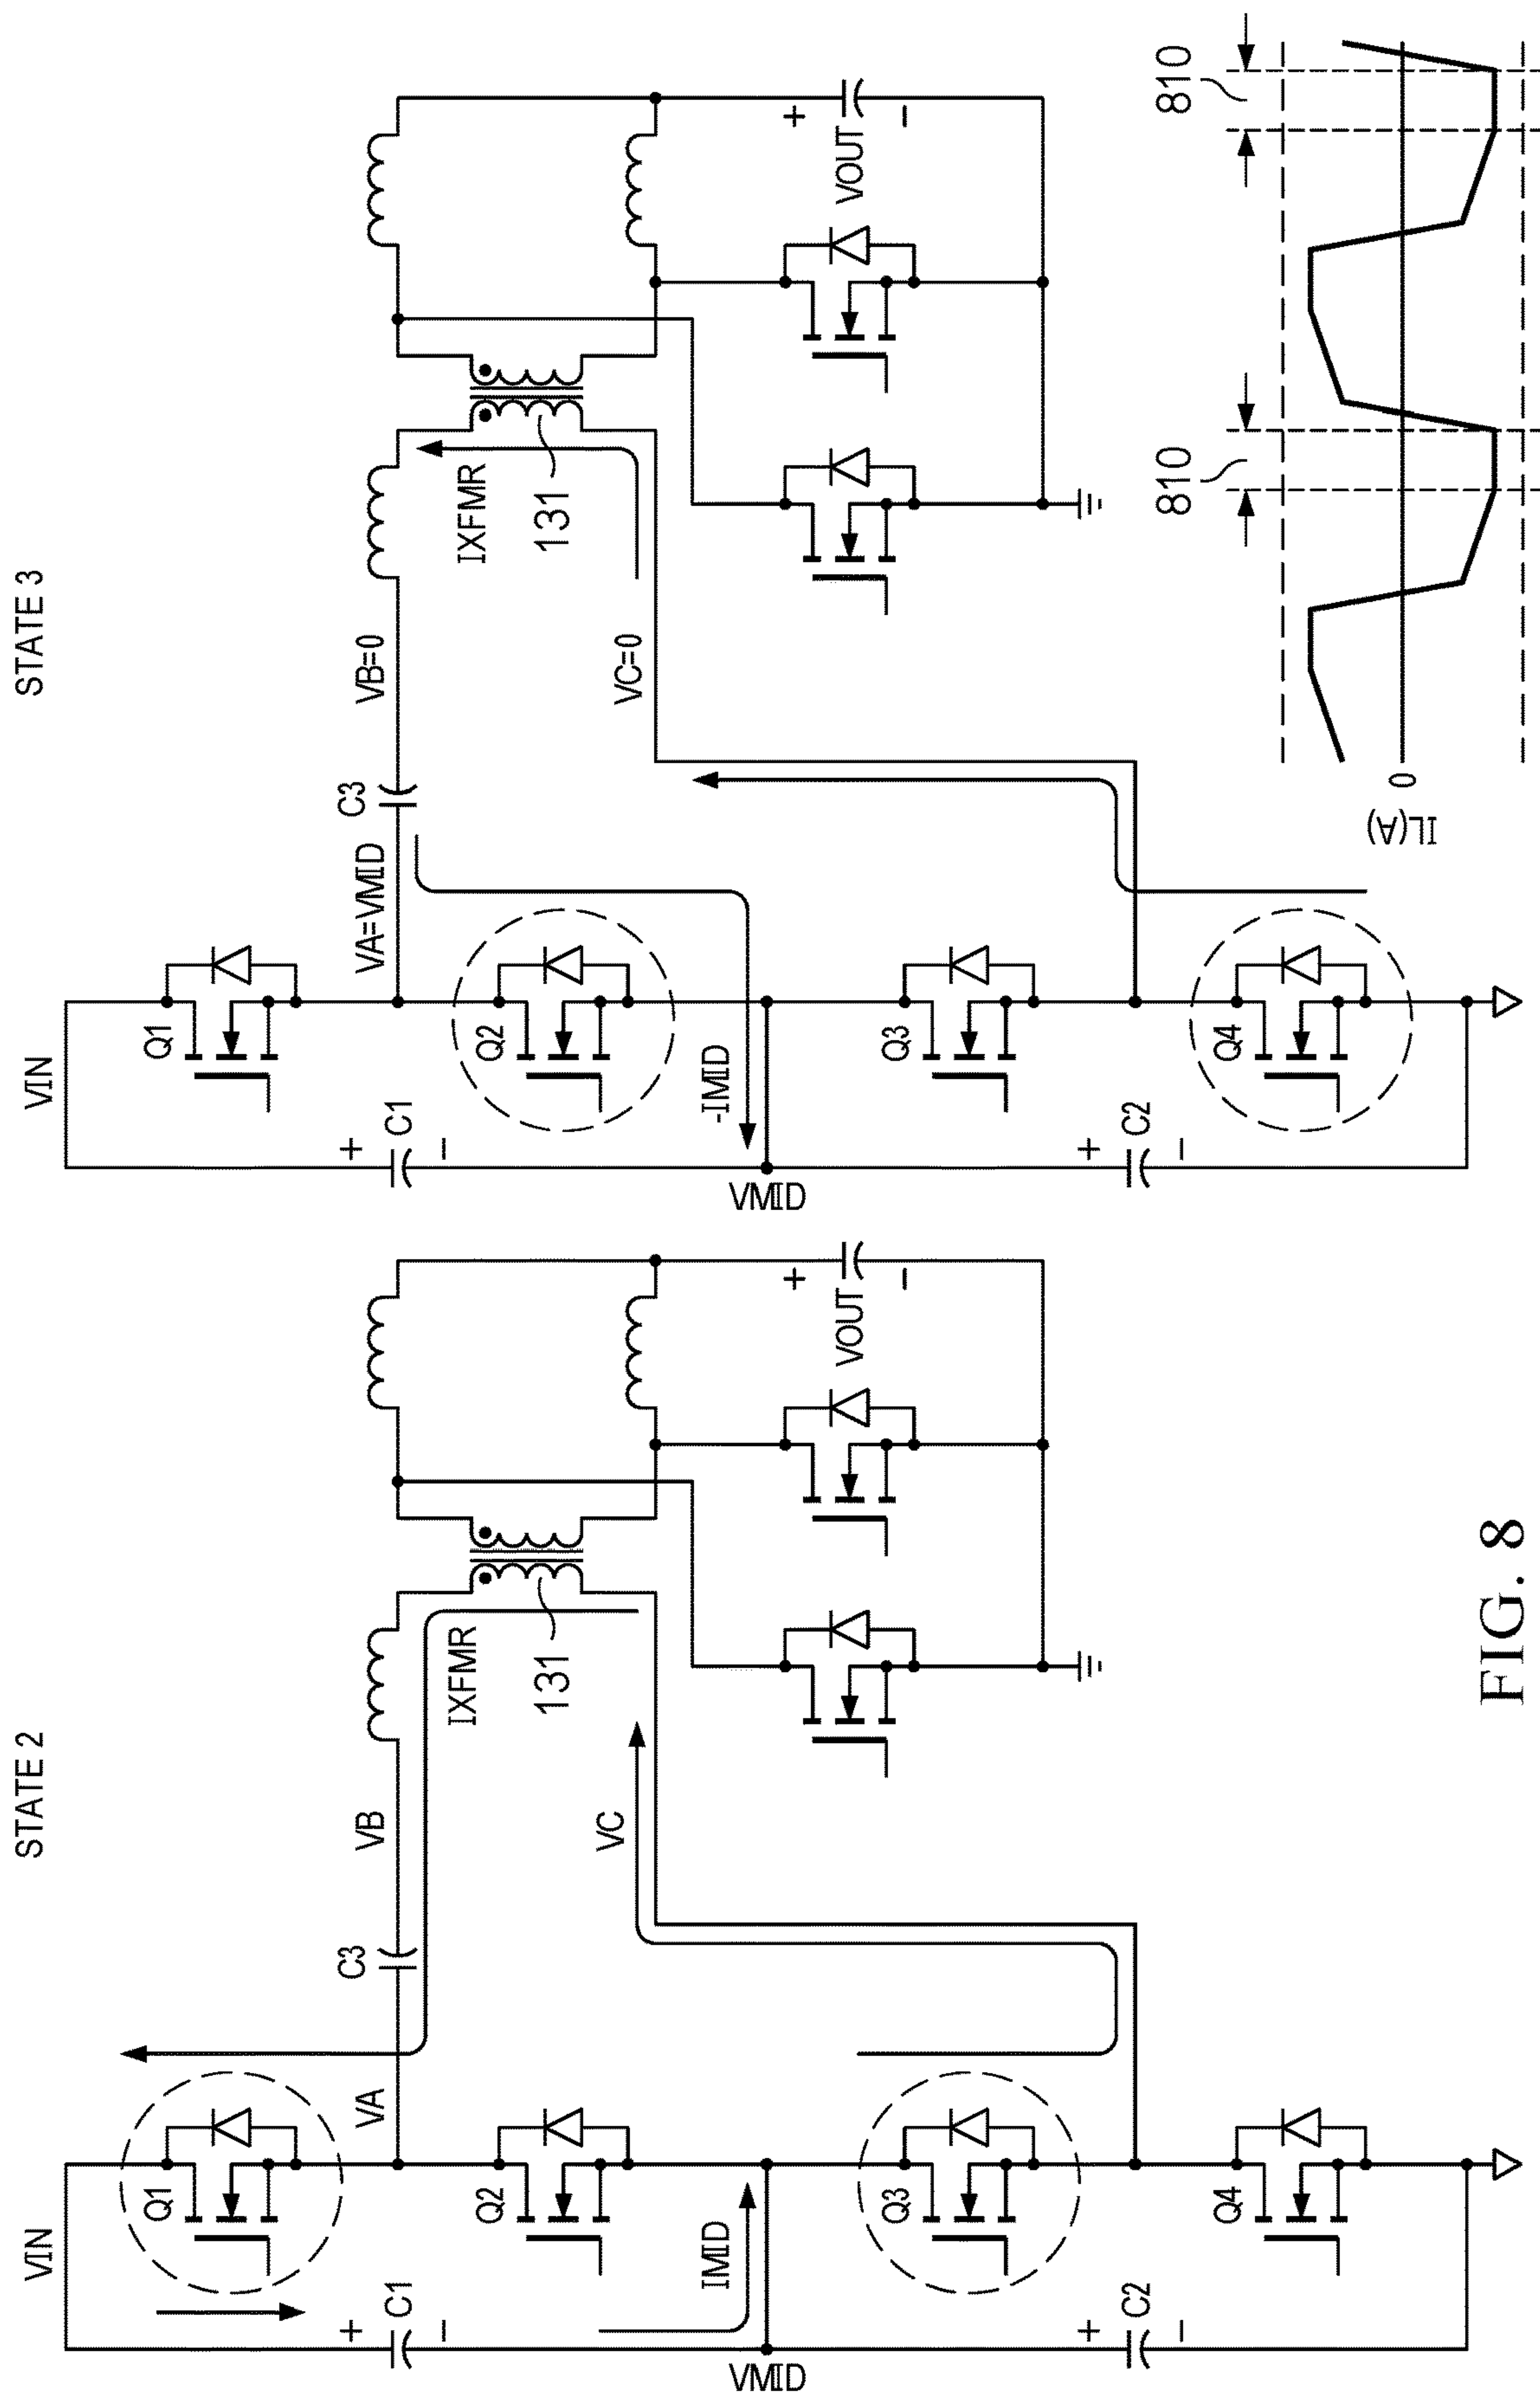 STATE 2
VIN
Q1
C1
+
−
VA
C3
VB
Q2
IMID
VMID
VC
IXFMR
131
Q3
C2
+
−
Q4
+
VOUT
−
STATE 3
VIN
Q1
C1
+
−
VA=VMID
C3
VB=0
Q2
-IMID
VMID
VC=0
IXFMR
131
Q3
C2
+
−
Q4
+
VOUT
−
IL(A)
0
810
810
FIG. 8